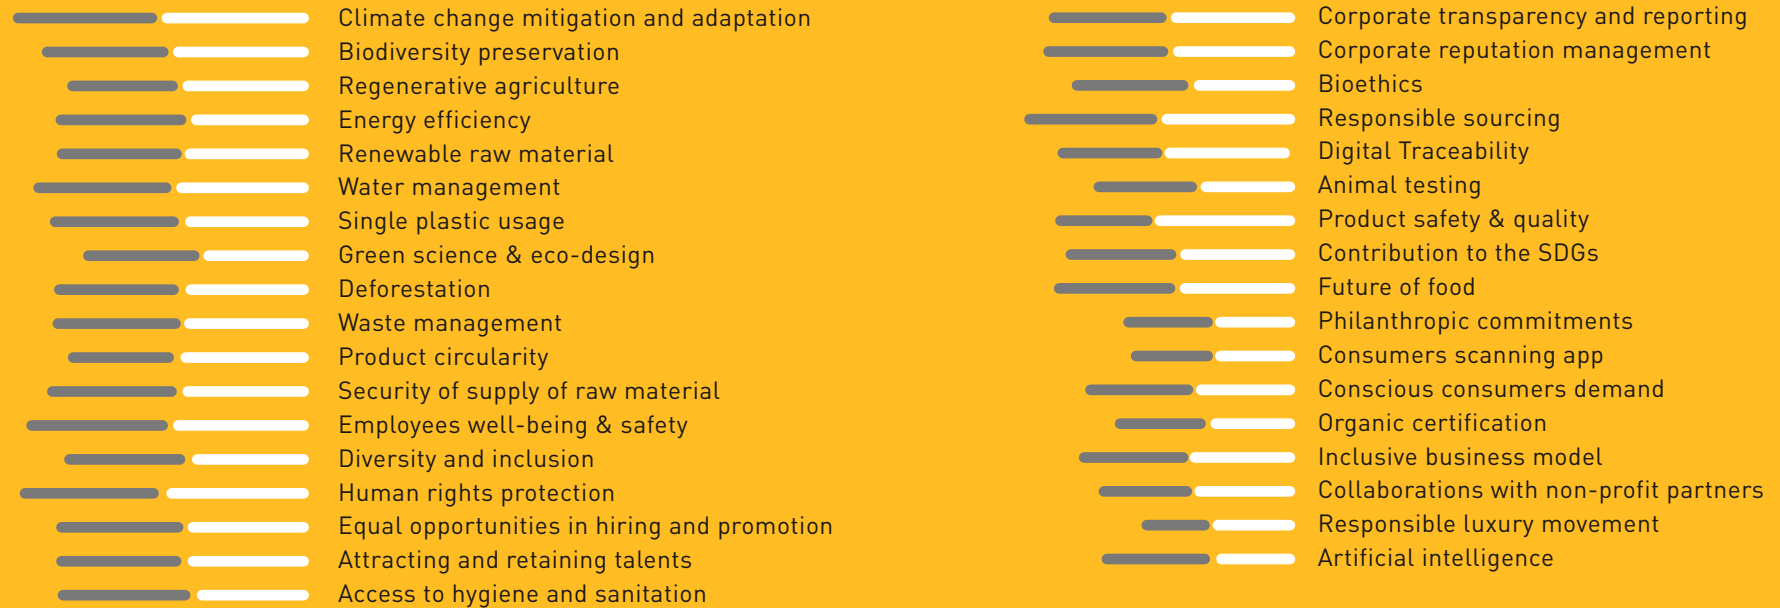 Climate change mitigation and adaptation
Biodiversity preservation
Regenerative agriculture
Energy efficiency
Renewable raw material
Water management
Single plastic usage
Green science & eco-design
Deforestation
Waste management
Product circularity
Security of supply of raw material
Employees well-being & safety
Diversity and inclusion
Human rights protection
Equal opportunities in hiring and promotion
Attracting and retaining talents
Access to hygiene and sanitation
Corporate transparency and reporting
Corporate reputation management
Bioethics
Responsible sourcing
Digital Traceability
Animal testing
Product safety & quality
Contribution to the SDGs
Future of food
Philanthropic commitments
Consumers scanning app
Conscious consumers demand
Organic certification
Inclusive business model
Collaborations with non-profit partners
Responsible luxury movement
Artificial intelligence